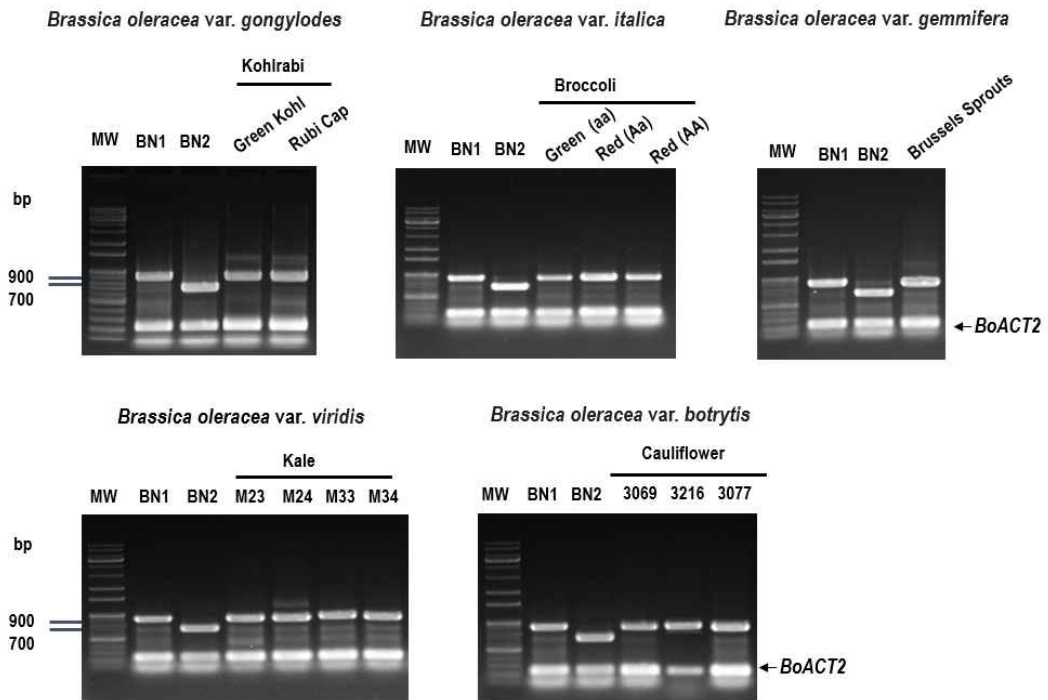 Brassica oleracea var. gongylodes
Kohlrabi
MW BN1 BN2 Green Kohl Rubi Cap
bp
900
700
Brassica oleracea var. italica
Broccoli
MW BN1 BN2 Green (aa) Red (Aa) Red (AA)
Brassica oleracea var. gemmifera
MW BN1 BN2 Brussels Sprouts
←BoACT2
Brassica oleracea var. viridis
Kale
MW BN1 BN2 M23 M24 M33 M34
bp
900
700
Brassica oleracea var. botrytis
Cauliflower
MW BN1 BN2 3069 3216 3077
←BoACT2